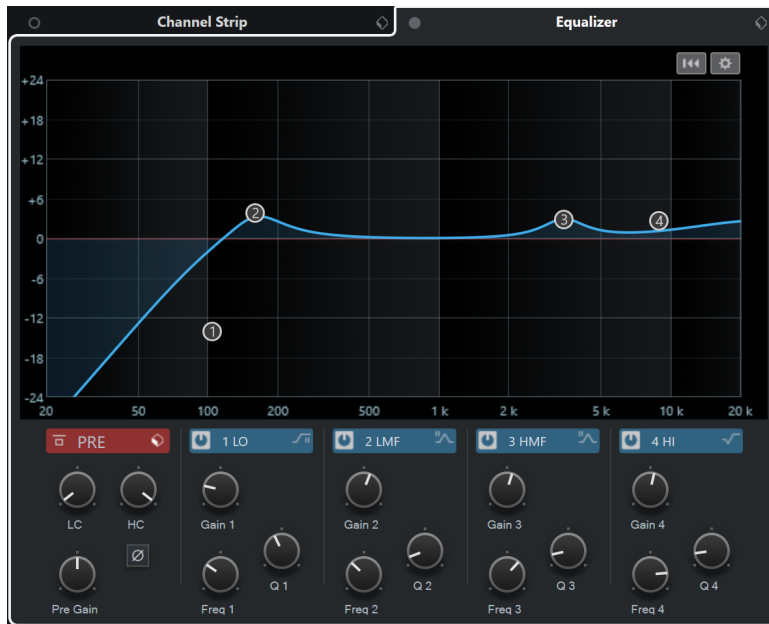 Channel Strip Equalizer
+24
+18
+12
+6
0
-6
-12
-18
-24
1
2
3
4
20 50 100 200 500 1 k 2 k 5 k 10 k 20 k
PRE 1 LO 2 LMF 3 HMF 4 HI
LC HC Gain 1 Gain 2 Gain 3 Gain 4
Q 1 Q 2 Q 3 Q 4
Pre Gain Freq 1 Freq 2 Freq 3 Freq 4